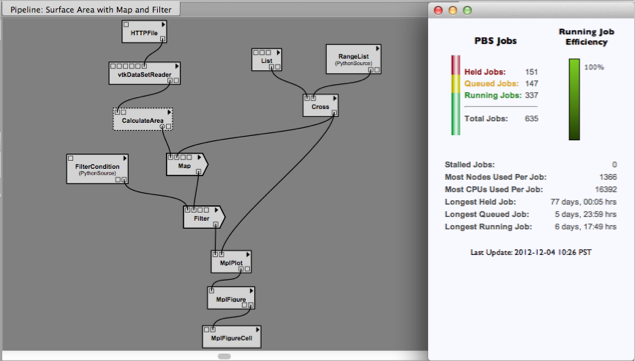 Pipeline: Surface Area with Map and Filter
HTTPFile
vtkDataSetReader
CalculateArea
FilterCondition
(PythonSource)
Map
Filter
List
RangeList
(PythonSource)
Cross
MplPlot
MplFigure
MplFigureCell
PBS Jobs
Running Job
Efficiency
100%
Held Jobs: 151
Queued Jobs: 147
Running Jobs: 337
Total Jobs: 635
Stalled Jobs: 0
Most Nodes Used Per Job: 1366
Most CPUs Used Per Job: 16392
Longest Held Job: 77 days, 00:05 hrs
Longest Queued Job: 5 days, 23:59 hrs
Longest Running Job: 6 days, 17:49 hrs
Last Update: 2012-12-04 10:26 PST